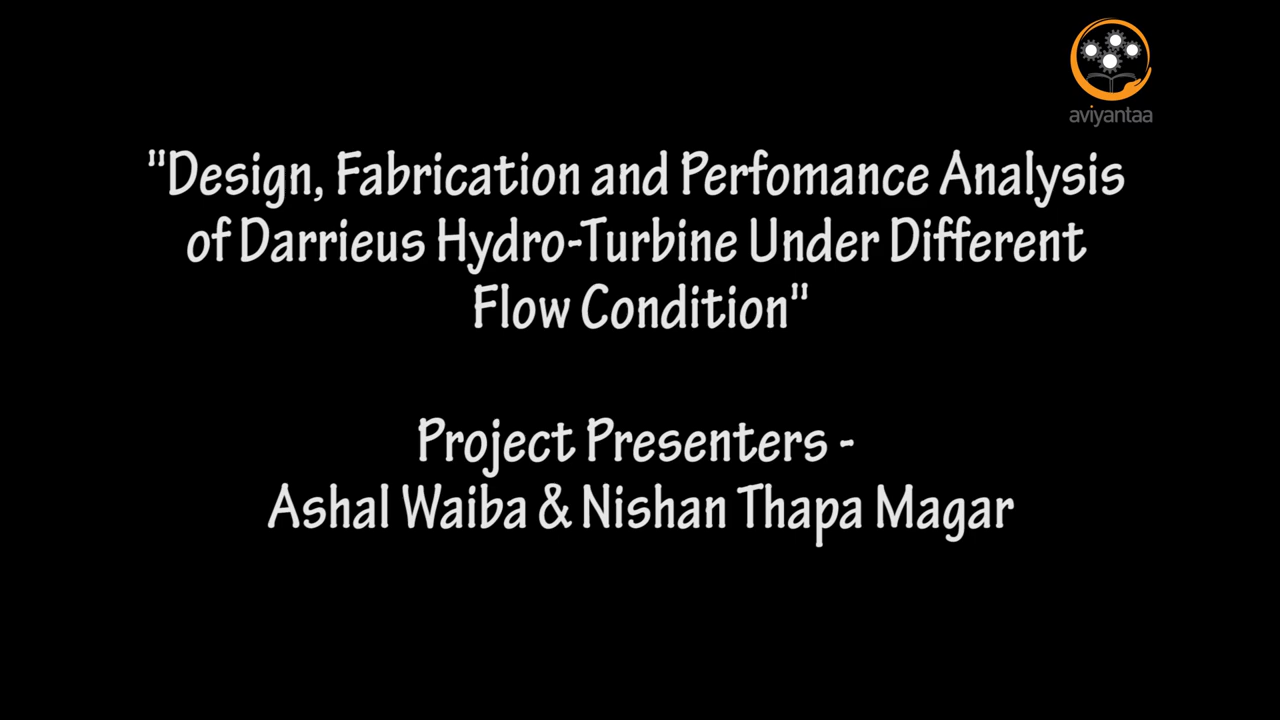 aviyantaa
"Design, Fabrication and Perfomance Analysis
of Darrieus Hydro-Turbine Under Different
Flow Condition"
Project Presenters -
Ashal Waiba & Nishan Thapa Magar